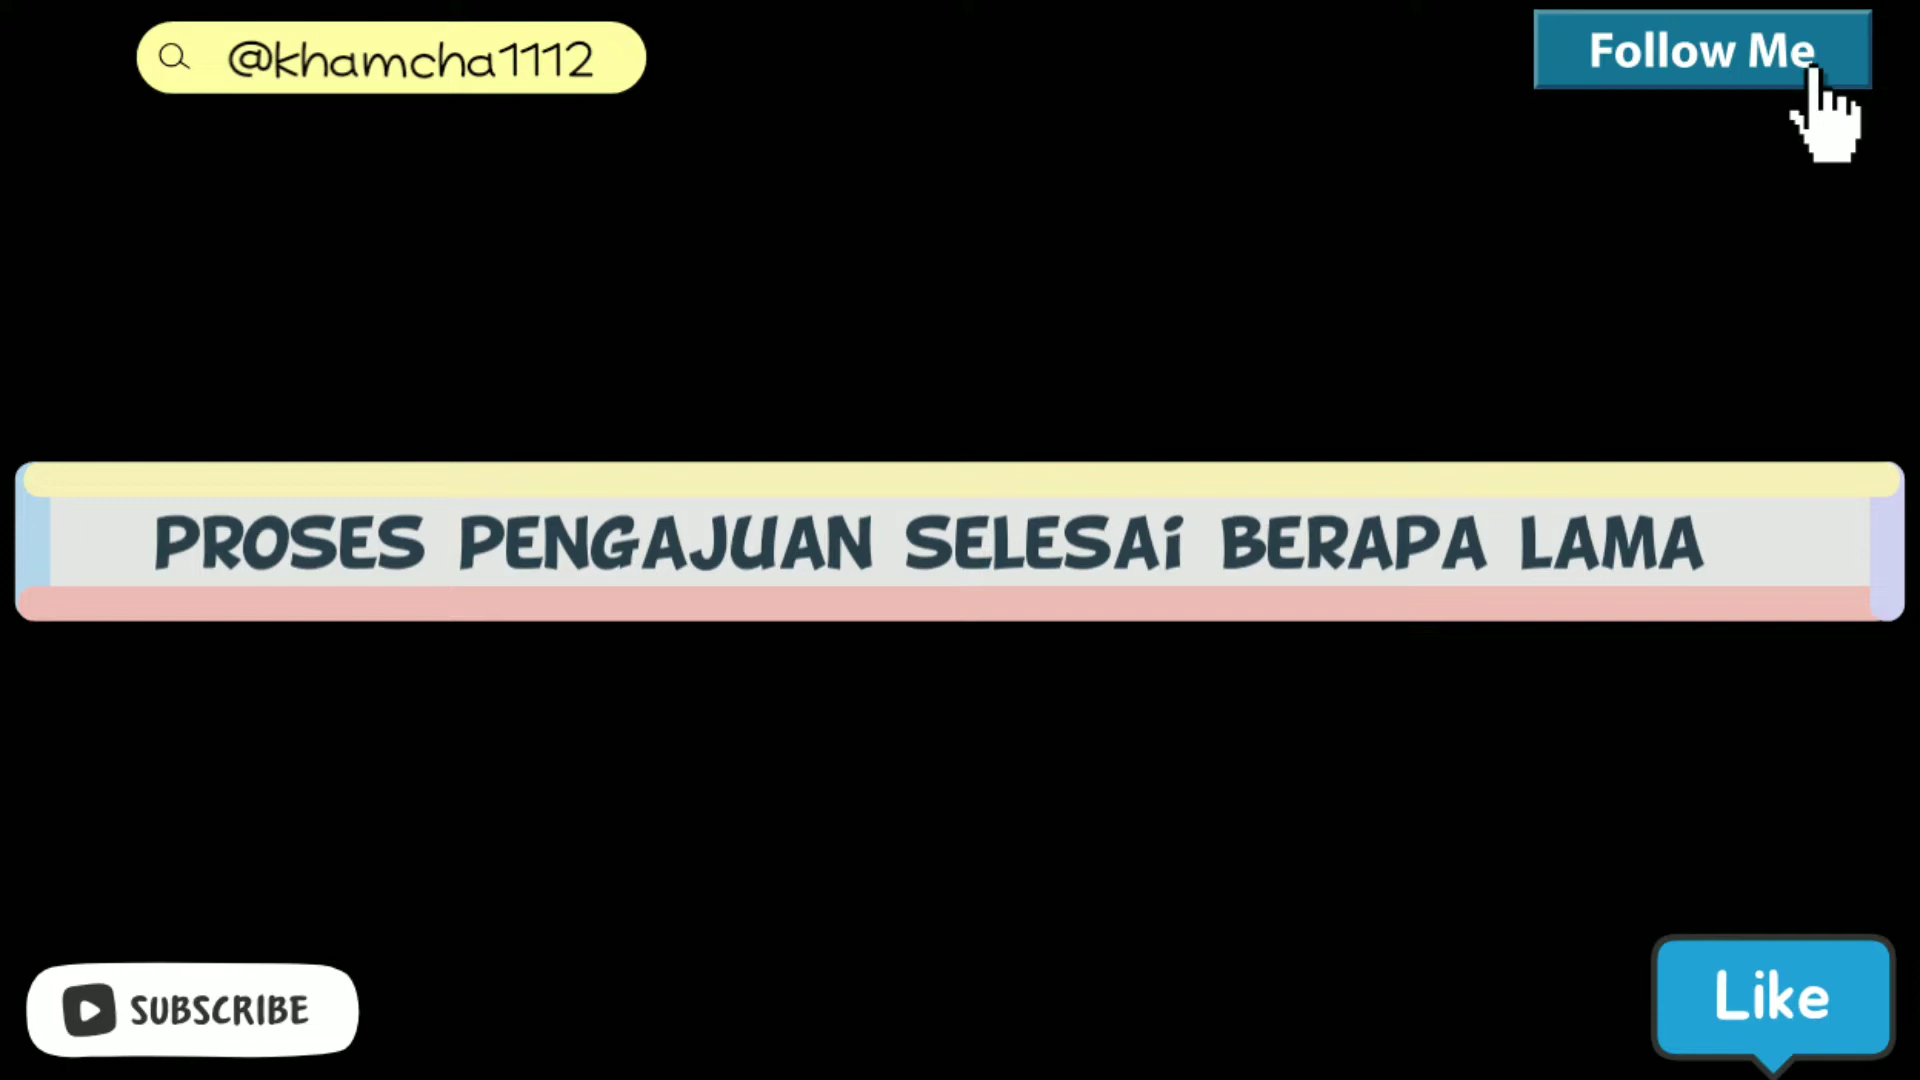 @khamcha1112
Follow Me
PROSES PENGAJUAN SELESAi BERAPA LAMA
SUBSCRIBE
Like